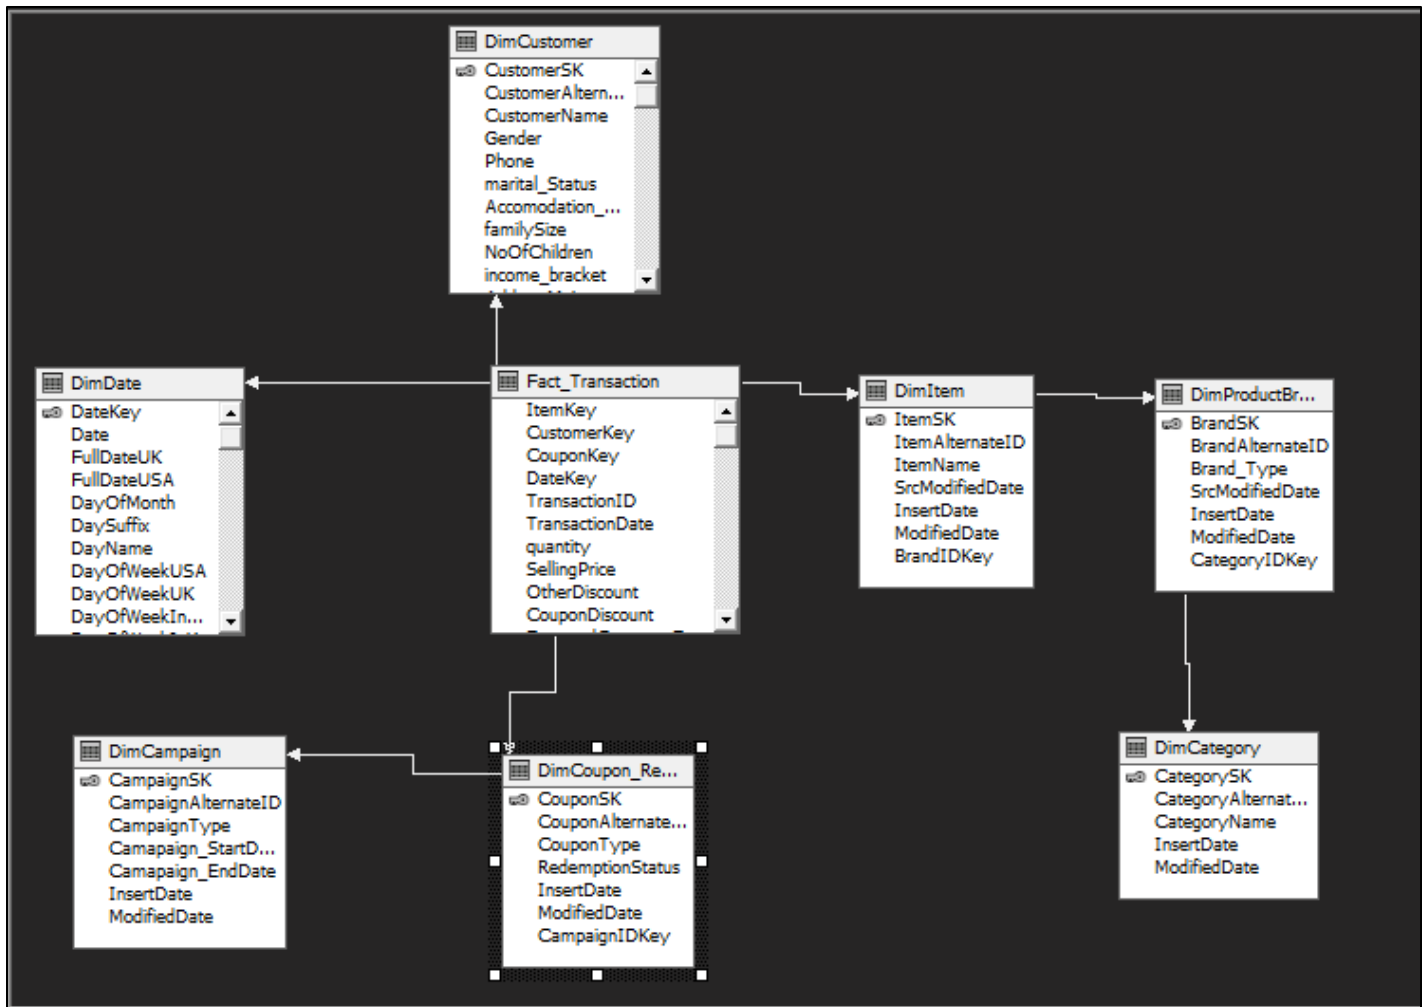 DimCustomer
CustomerSK
CustomerAltern...
CustomerName
Gender
Phone
marital_Status
Accomodation_...
familySize
NoOfChildren
income_bracket
DimDate
DateKey
Date
FullDateUK
FullDateUSA
DayOfMonth
DaySuffix
DayName
DayOfWeekUSA
DayOfWeekUK
DayOfWeekIn...
Fact_Transaction
ItemKey
CustomerKey
CouponKey
DateKey
TransactionID
TransactionDate
quantity
SellingPrice
OtherDiscount
CouponDiscount
DimItem
ItemSK
ItemAlternateID
ItemName
SrcModifiedDate
InsertDate
ModifiedDate
BrandIDKey
DimProductBr...
BrandSK
BrandAlternateID
Brand_Type
SrcModifiedDate
InsertDate
ModifiedDate
CategoryIDKey
DimCampaign
CampaignSK
CampaignAlternateID
CampaignType
Camapaign_StartD...
Camapaign_EndDate
InsertDate
ModifiedDate
DimCoupon_Re...
CouponSK
CouponAlternate...
CouponType
RedemptionStatus
InsertDate
ModifiedDate
CampaignIDKey
DimCategory
CategorySK
CategoryAlternat...
CategoryName
InsertDate
ModifiedDate